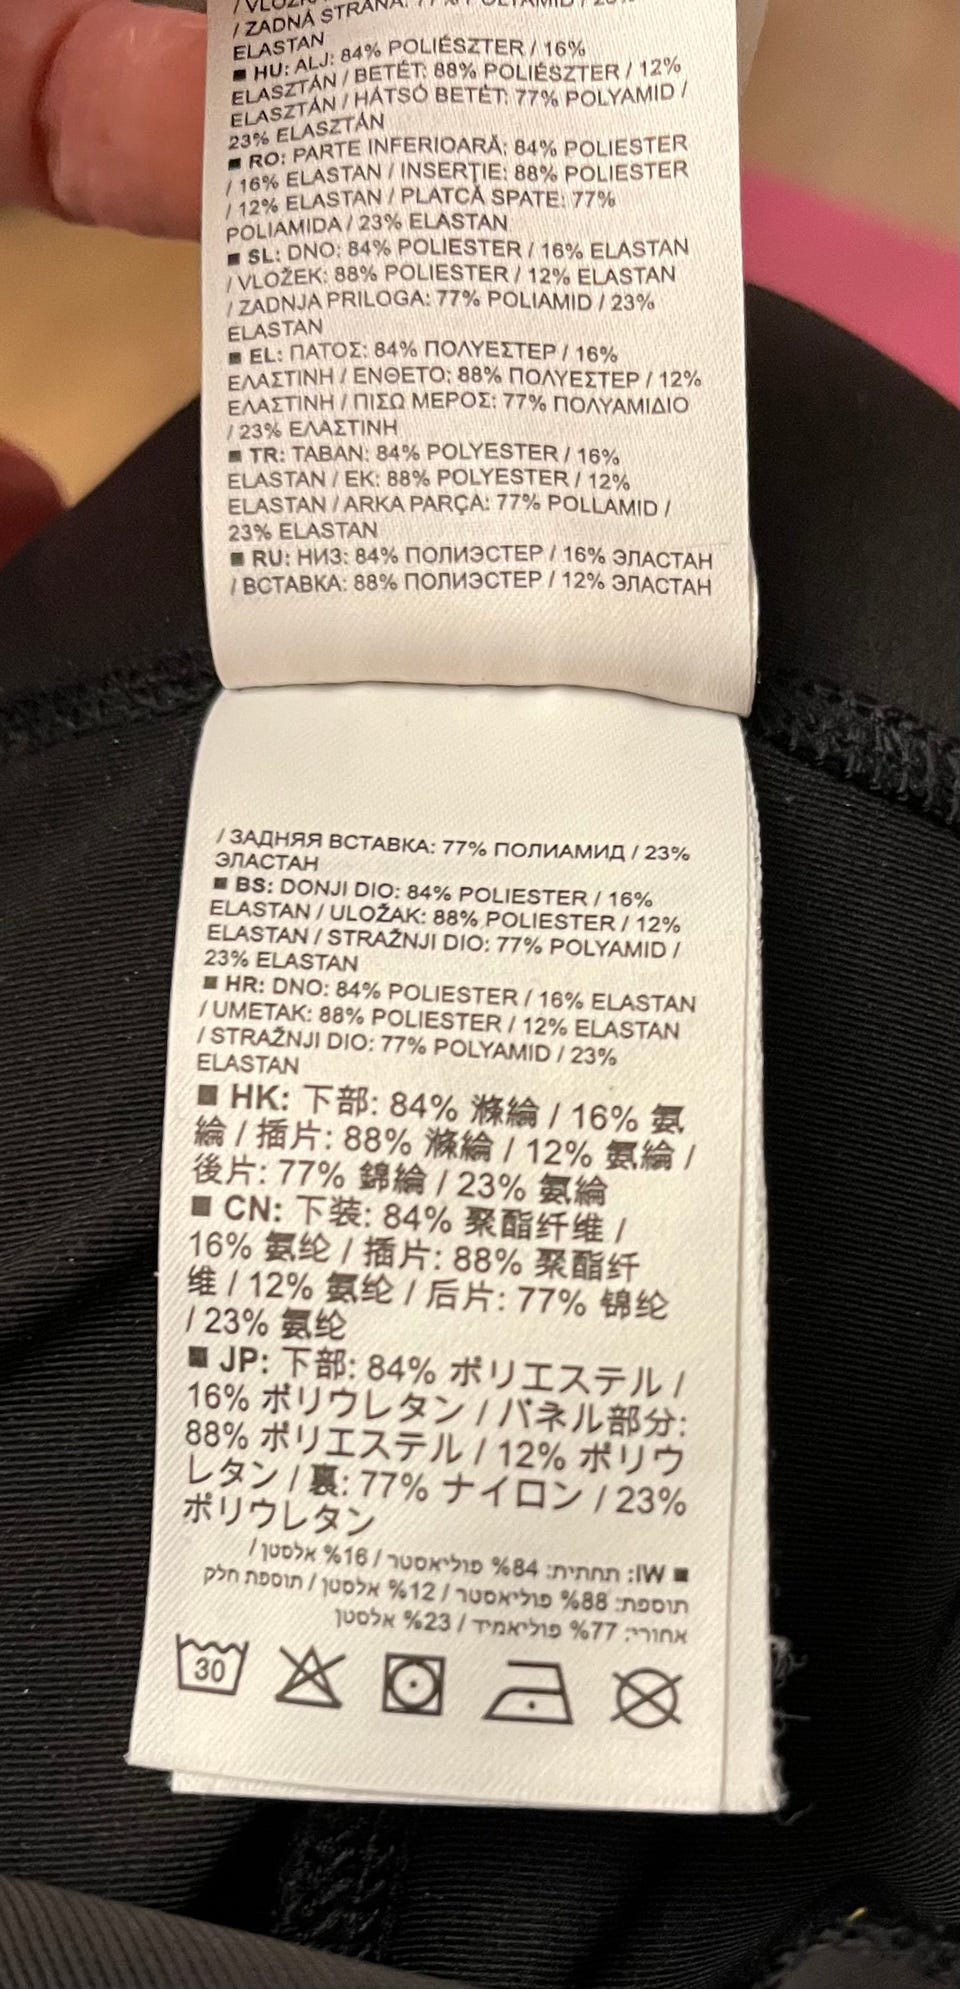 / ZADNÁ STRANA: 77% POLYAMID / 23%
ELASTAN
■ HU: ALJ: 84% POLIÉSZTER / 16%
ELASZTÁN / BETÉT: 88% POLIÉSZTER / 12%
ELASZTÁN / HÁTSÓ BETÉT: 77% POLYAMID /
23% ELASZTÁN
■ RO: PARTE INFERIOARĂ: 84% POLIESTER
/ 16% ELASTAN / INSERŢIE: 88% POLIESTER
/ 12% ELASTAN / PLATCĂ SPATE: 77%
POLIAMIDA / 23% ELASTAN
■ SL: DNO: 84% POLIESTER / 16% ELASTAN
/ VLOŽEK: 88% POLIESTER / 12% ELASTAN
/ ZADNJA PRILOGA: 77% POLIAMID / 23%
ELASTAN
■ EL: ΠΑΤΟΣ: 84% ΠΟΛΥΕΣΤΕΡ / 16%
ΕΛΑΣΤΙΝΗ / ΕΝΘΕΤΟ: 88% ΠΟΛΥΕΣΤΕΡ / 12%
ΕΛΑΣΤΙΝΗ / ΠΙΣΩ ΜΕΡΟΣ: 77% ΠΟΛΥΑΜΙΔΙΟ
/ 23% ΕΛΑΣΤΙΝΗ
■ TR: TABAN: 84% POLYESTER / 16%
ELASTAN / EK: 88% POLYESTER / 12%
ELASTAN / ARKA PARÇA: 77% POLLAMID /
23% ELASTAN
■ RU: НИЗ: 84% ПОЛИЭСТЕР / 16% ЭЛАСТАН
/ ВСТАВКА: 88% ПОЛИЭСТЕР / 12% ЭЛАСТАН
/ ЗАДНЯЯ ВСТАВКА: 77% ПОЛИАМИД / 23%
ЭЛАСТАН
■ BS: DONJI DIO: 84% POLIESTER / 16%
ELASTAN / ULOŽAK: 88% POLIESTER / 12%
ELASTAN / STRAŽNJI DIO: 77% POLYAMID /
23% ELASTAN
■ HR: DNO: 84% POLIESTER / 16% ELASTAN
/ UMETAK: 88% POLIESTER / 12% ELASTAN
/ STRAŽNJI DIO: 77% POLYAMID / 23%
ELASTAN
■ HK: 下部: 84% 滌綸 / 16% 氨
綸 / 插片: 88% 滌綸 / 12% 氨綸 /
後片: 77% 錦綸 / 23% 氨綸
■ CN: 下装: 84% 聚酯纤维 /
16% 氨纶 / 插片: 88% 聚酯纤
维 / 12% 氨纶 / 后片: 77% 锦纶
/ 23% 氨纶
■ JP: 下部: 84% ポリエステル /
16% ポリウレタン / パネル部分:
88% ポリエステル / 12% ポリウ
レタン / 裏: 77% ナイロン / 23%
ポリウレタン
■ IW: תחתית: 84% פוליאסטר / 16% אלסטן /
תוספת: 88% פוליאסטר / 12% אלסטן / תוספת חלק
אחורי: 77% פוליאמיד / 23% אלסטן
30